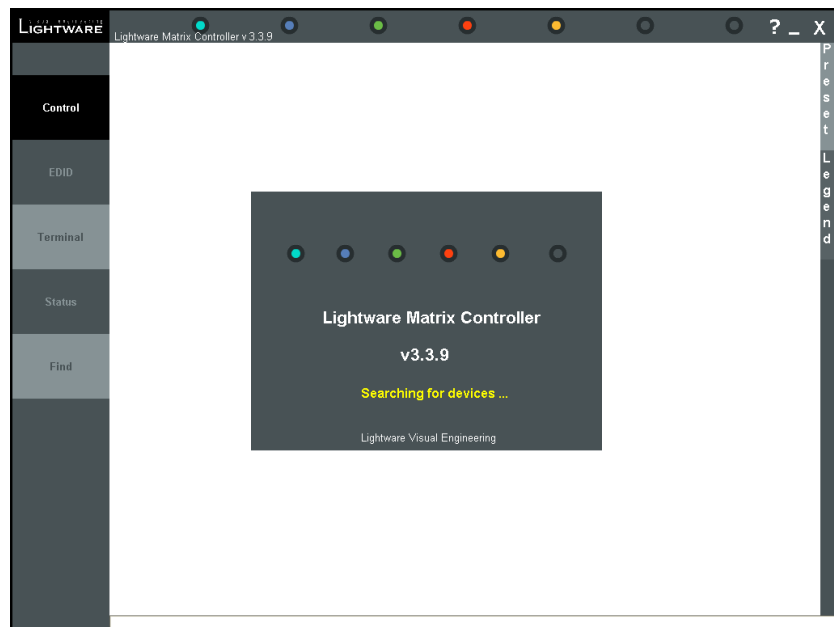 LIGHTWARE
Lightware Matrix Controller v 3.3.9
? _ X
Control
EDID
Terminal
Status
Find
Lightware Matrix Controller
v3.3.9
Searching for devices ...
Lightware Visual Engineering
Preset
Legend